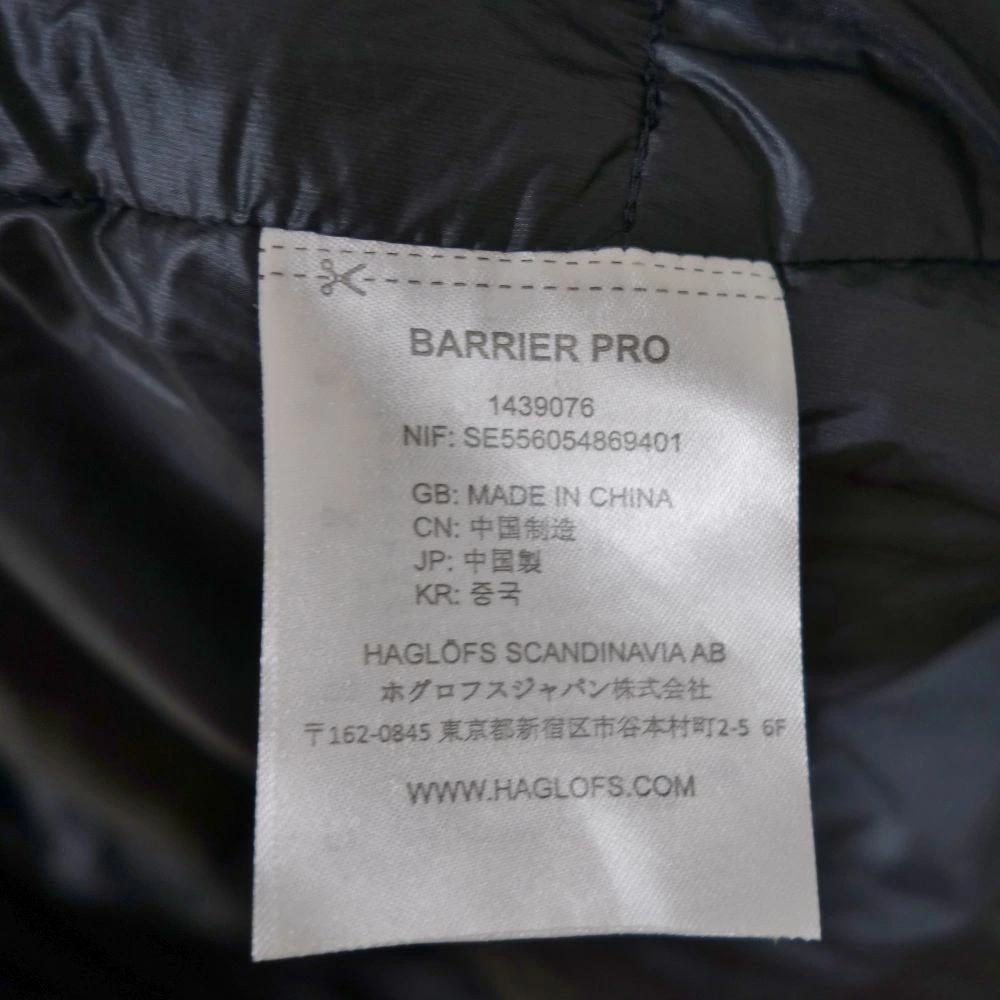 BARRIER PRO
1439076
NIF: SE556054869401
GB: MADE IN CHINA
CN: 中国制造
JP: 中国製
KR: 중국
HAGLÖFS SCANDINAVIA AB
ホグロフスジャパン株式会社
〒162-0845 東京都新宿区市谷本村町2-5 6F
WWW.HAGLOFS.COM